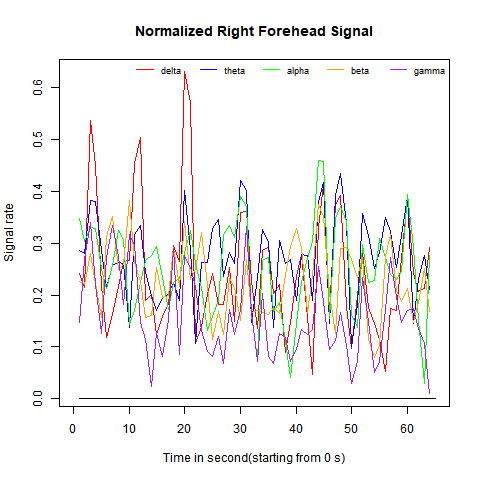 Normalized Right Forehead Signal
delta theta alpha beta gamma
Signal rate
0.6
0.5
0.4
0.3
0.2
0.1
0.0
0 10 20 30 40 50 60
Time in second(starting from 0 s)